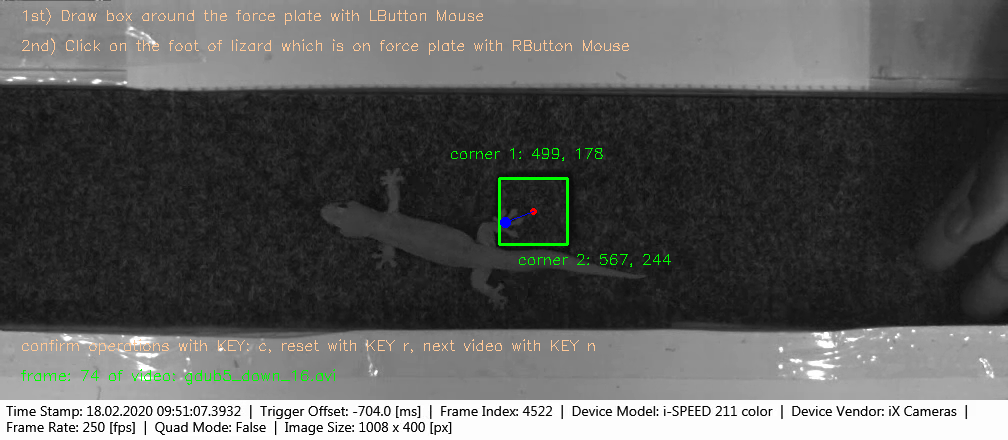 1st) Draw box around the force plate with LButton Mouse
2nd) Click on the foot of lizard which is on force plate with RButton Mouse
corner 1: 499, 178
corner 2: 567, 244
confirm operations with KEY: c, reset with KEY r, next video with KEY n
frame: 74 of video:
Time Stamp: 18.02.2020 09:51:07.3932 | Trigger Offset: -704.0 [ms] | Frame Index: 4522 | Device Model: i-SPEED 211 color | Device Vendor: iX Cameras |
Frame Rate: 250 [fps] | Quad Mode: False | Image Size: 1008 x 400 [px]